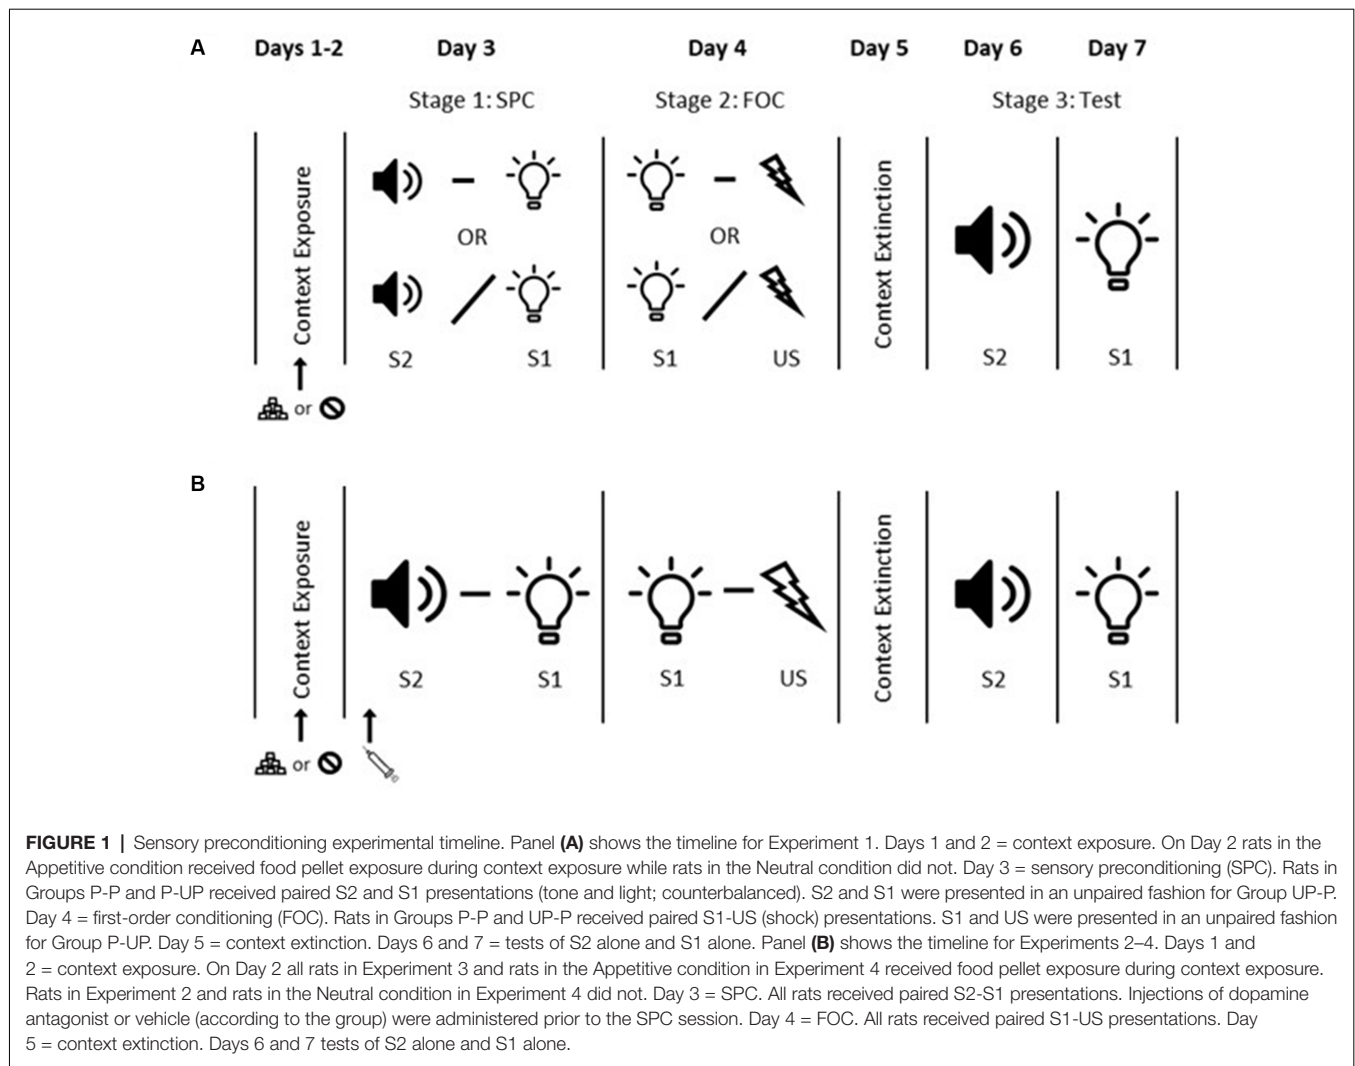 A Days 1-2 Day 3 Day 4 Day 5 Day 6 Day 7
Stage 1: SPC Stage 2: FOC Stage 3: Test
Context Exposure
OR OR
Context Extinction
S2 S1 S1 US S2 S1
or
B
Context Exposure
Context Extinction
S2 S1 S1 US S2 S1
or
FIGURE 1 | Sensory preconditioning experimental timeline. Panel (A) shows the timeline for Experiment 1. Days 1 and 2 = context exposure. On Day 2 rats in the
Appetitive condition received food pellet exposure during context exposure while rats in the Neutral condition did not. Day 3 = sensory preconditioning (SPC). Rats in
Groups P-P and P-UP received paired S2 and S1 presentations (tone and light; counterbalanced). S2 and S1 were presented in an unpaired fashion for Group UP-P.
Day 4 = first-order conditioning (FOC). Rats in Groups P-P and UP-P received paired S1-US (shock) presentations. S1 and US were presented in an unpaired fashion
for Group P-UP. Day 5 = context extinction. Days 6 and 7 = tests of S2 alone and S1 alone. Panel (B) shows the timeline for Experiments 2–4. Days 1 and
2 = context exposure. On Day 2 all rats in Experiment 3 and rats in the Appetitive condition in Experiment 4 received food pellet exposure during context exposure.
Rats in Experiment 2 and rats in the Neutral condition in Experiment 4 did not. Day 3 = SPC. All rats received paired S2-S1 presentations. Injections of dopamine
antagonist or vehicle (according to the group) were administered prior to the SPC session. Day 4 = FOC. All rats received paired S1-US presentations. Day
5 = context extinction. Days 6 and 7 tests of S2 alone and S1 alone.